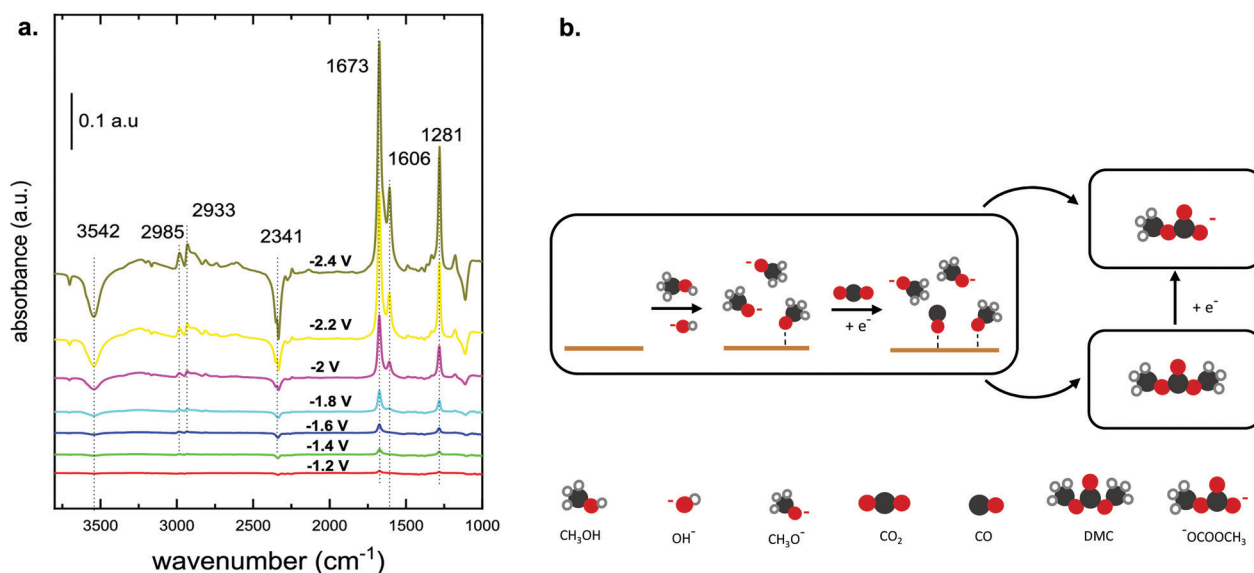 a.
0.1 a.u
1673
1606
1281
3542
2985
2933
2341
-2.4 V
-2.2 V
-2 V
-1.8 V
-1.6 V
-1.4 V
-1.2 V
absorbance (a.u.)
3500 3000 2500 2000 1500 1000
wavenumber (cm⁻¹)
b.
-
-
-
-
-
+ e⁻
-
-
+ e⁻
-
-
-
CH₃OH OH⁻ CH₃O⁻ CO₂ CO DMC ⁻OCOOCH₃